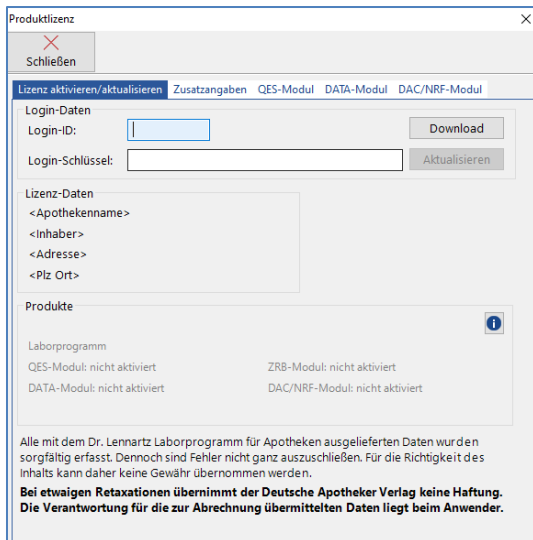 Produktlizenz
Schließen
Lizenz aktivieren/aktualisieren Zusatzangaben QES-Modul DATA-Modul DAC/NRF-Modul
Login-Daten
Login-ID: Download
Login-Schlüssel: Aktualisieren
Lizenz-Daten
<Apothekenname>
<Inhaber>
<Adresse>
<Plz Ort>
Produkte
Laborprogramm
QES-Modul: nicht aktiviert ZRB-Modul: nicht aktiviert
DATA-Modul: nicht aktiviert DAC/NRF-Modul: nicht aktiviert
Alle mit dem Dr. Lennartz Laborprogramm für Apotheken ausgelieferten Daten wurden
sorgfältig erfasst. Dennoch sind Fehler nicht ganz auszuschließen. Für die Richtigkeit des
Inhalts kann daher keine Gewähr übernommen werden.
Bei etwaigen Retaxationen übernimmt der Deutsche Apotheker Verlag keine Haftung.
Die Verantwortung für die zur Abrechnung übermittelten Daten liegt beim Anwender.